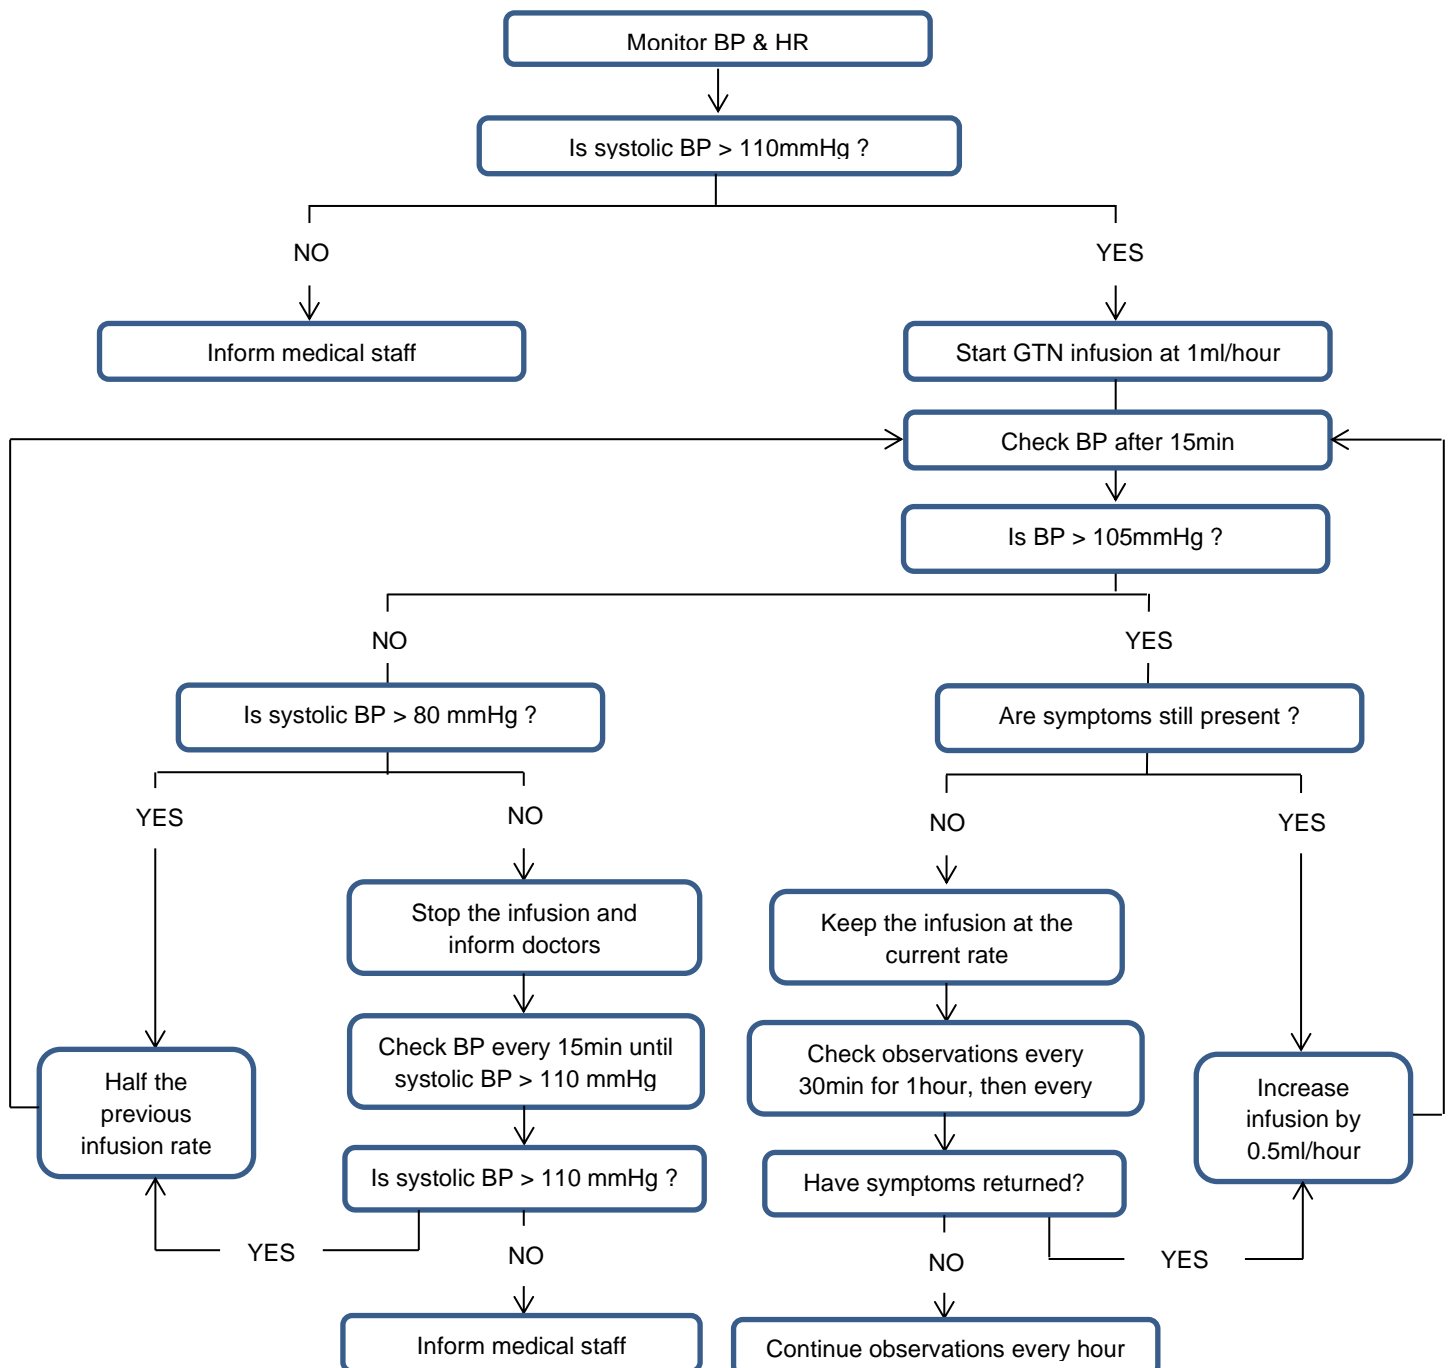 Monitor BP & HR
Is systolic BP > 110mmHg ?
NO
YES
Inform medical staff
Start GTN infusion at 1ml/hour
Check BP after 15min
Is BP > 105mmHg ?
NO
YES
Is systolic BP > 80 mmHg ?
Are symptoms still present ?
YES
NO
NO
YES
Stop the infusion and
inform doctors
Keep the infusion at the
current rate
Check BP every 15min until
systolic BP > 110 mmHg
Check observations every
30min for 1hour, then every
Half the
previous
infusion rate
Increase
infusion by
0.5ml/hour
Is systolic BP > 110 mmHg ?
Have symptoms returned?
YES
NO
NO
YES
Inform medical staff
Continue observations every hour